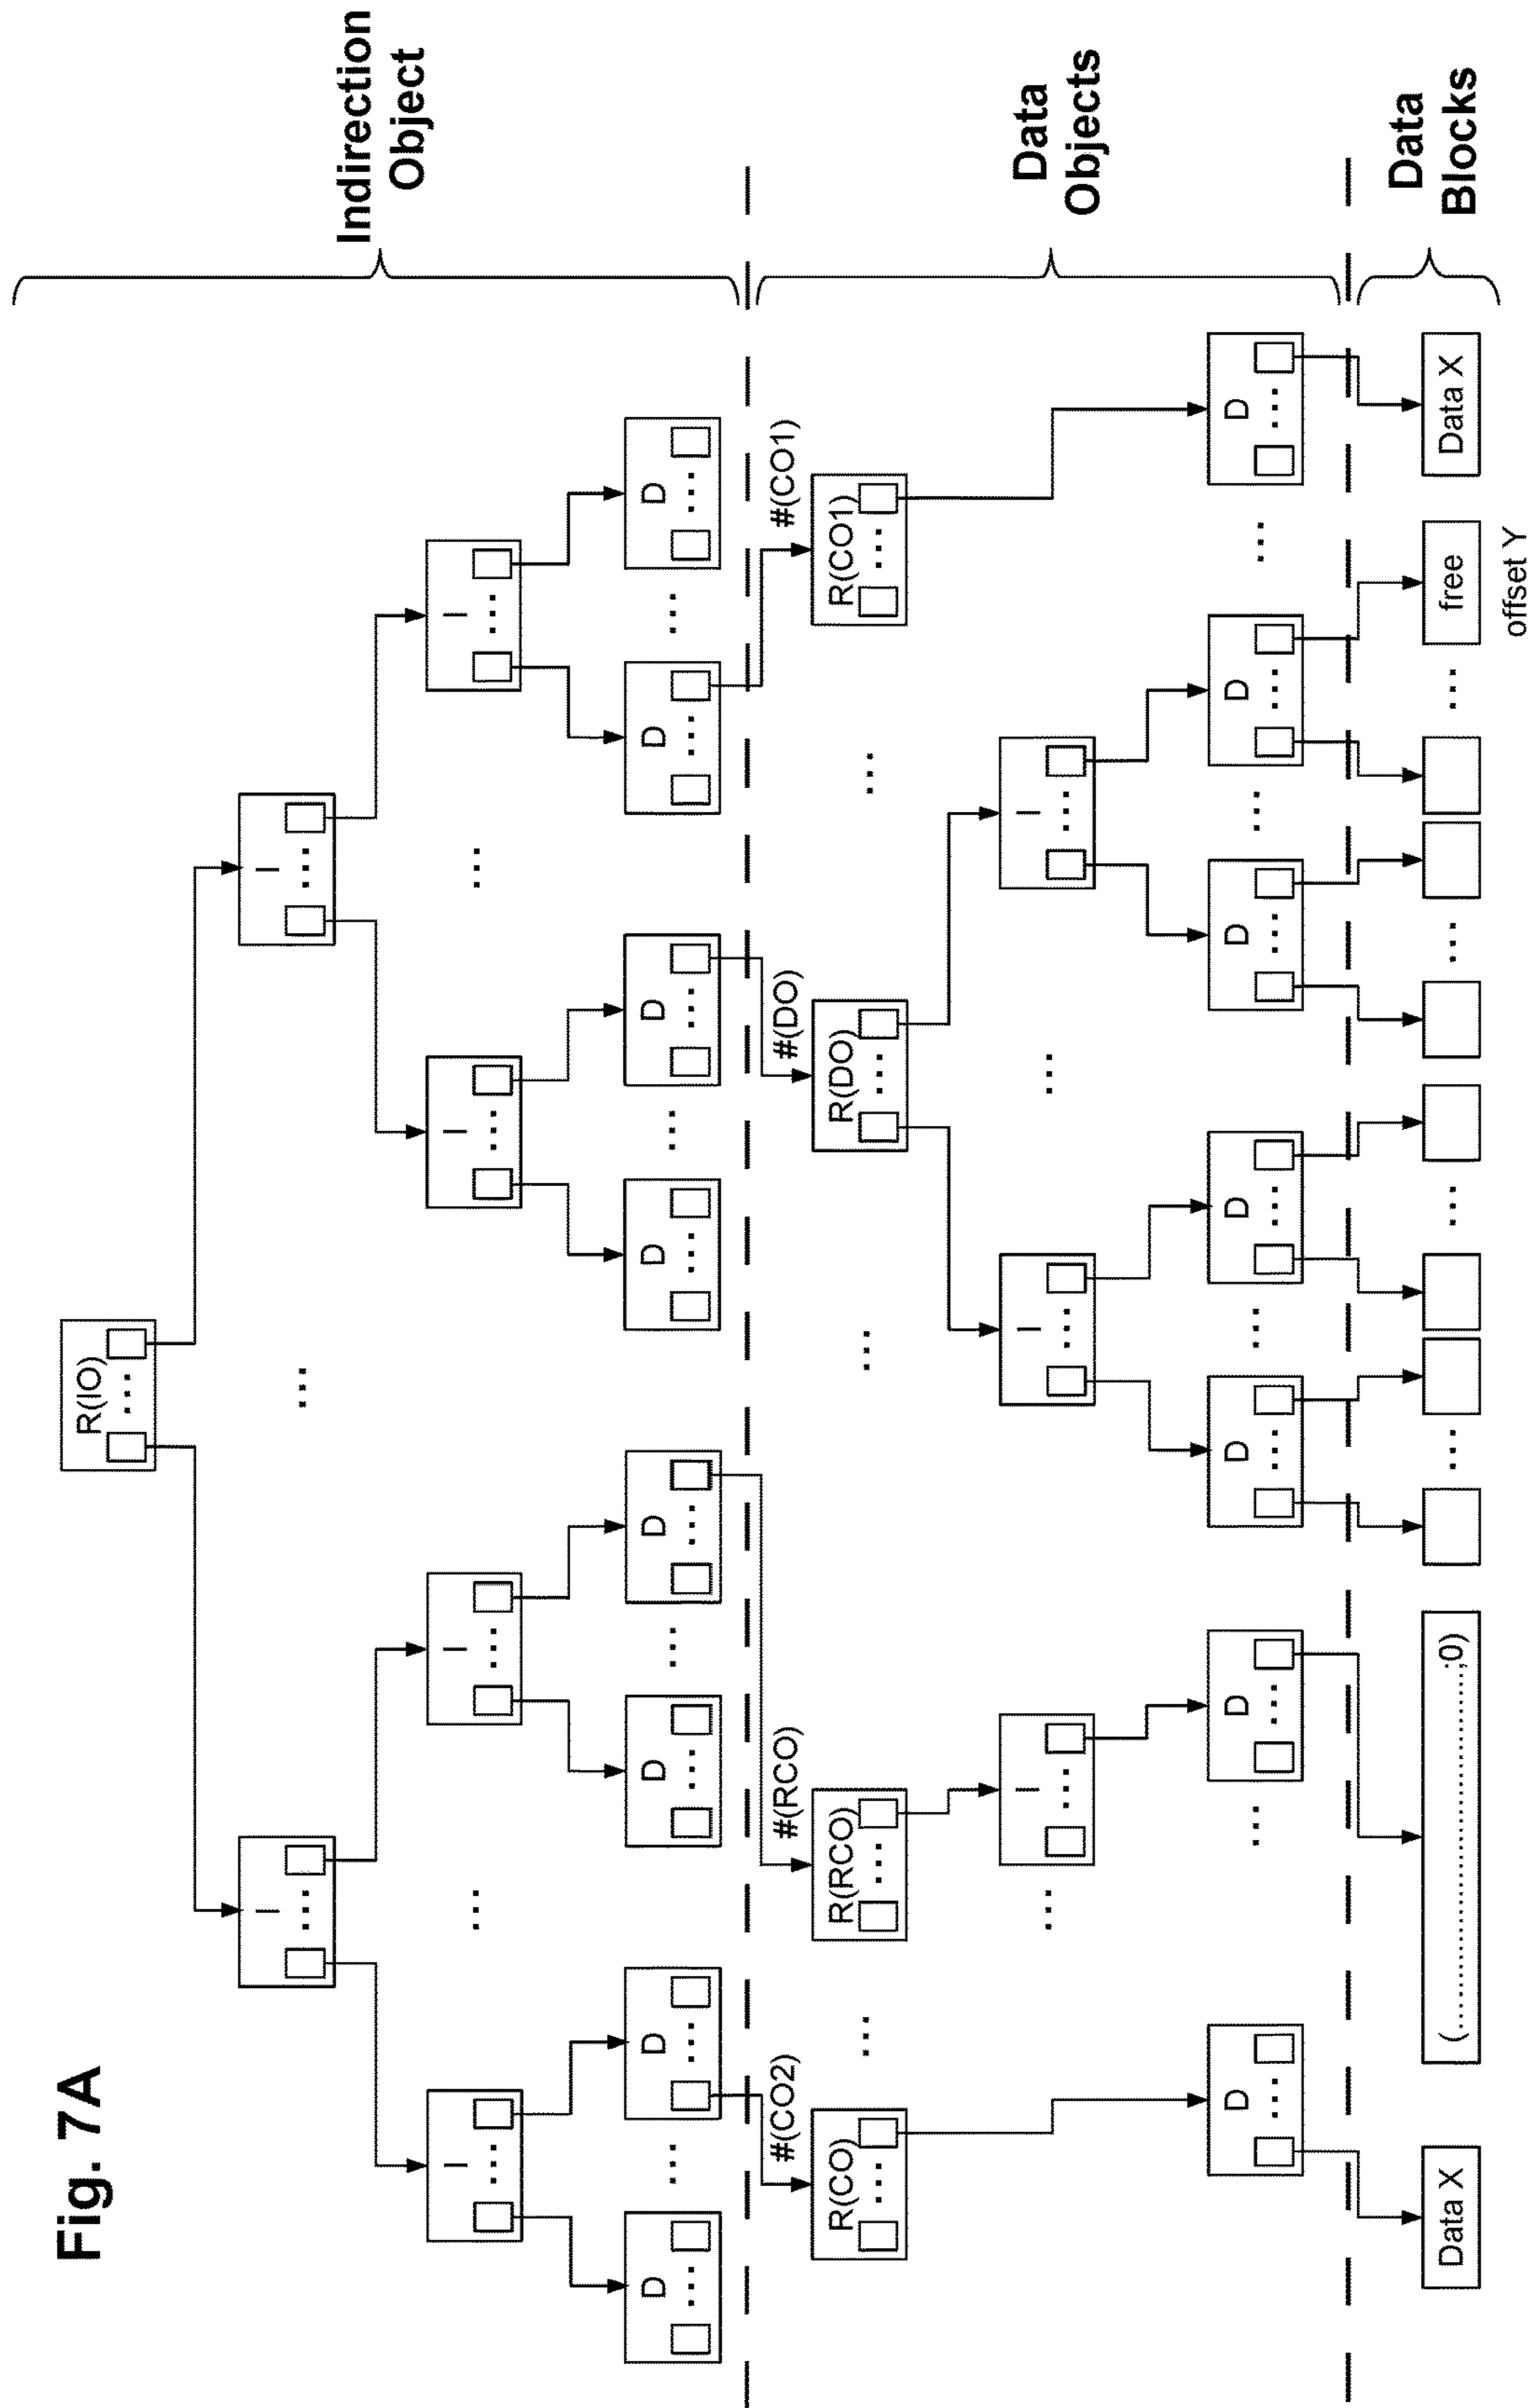 Fig. 7A
R(IO)
Indirection
Object
I
I
I
I
I
I
D
D
D
D
D
D
D
D
#(CO2)
#(RCO)
#(DO)
#(CO1)
R(CO)
R(RCO)
R(DO)
R(CO1)
Data
Objects
I
I
I
D
D
D
D
D
D
D
Data X
(...............................................;0)
free
Data X
Data
Blocks
offset Y